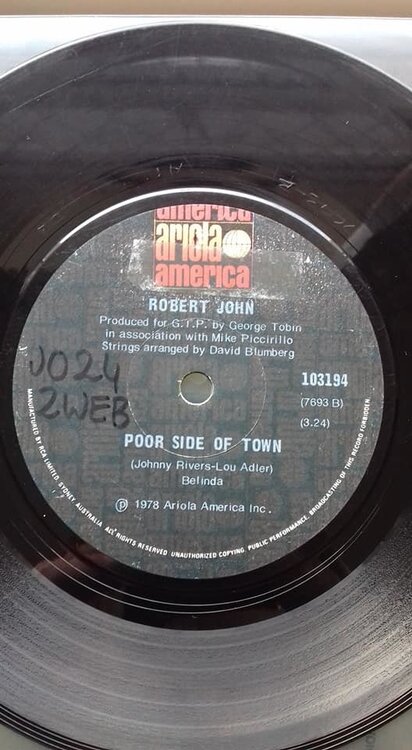 america
ariola
america
ROBERT JOHN
Produced for G.T.P. by George Tobin
in association with Mike Piccirillo
Strings arranged by David Blumberg
JO24
2WEB
103194
(7693 B)
(3.24)
POOR SIDE OF TOWN
(Johnny Rivers-Lou Adler)
Belinda
℗ 1978 Ariola America Inc.
MANUFACTURED BY RCA LIMITED, SYDNEY AUSTRALIA ALL RIGHTS RESERVED UNAUTHORIZED COPYING, PUBLIC PERFORMANCE, BROADCASTING OF THIS RECORD FORBIDDEN.